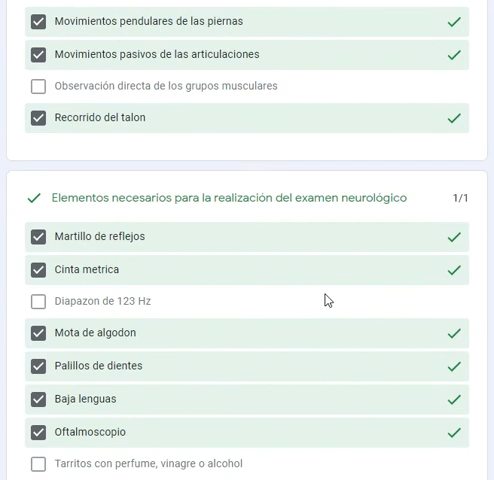 Movimientos pendulares de las piernas
Movimientos pasivos de las articulaciones
Observación directa de los grupos musculares
Recorrido del talon
Elementos necesarios para la realización del examen neurológico 1/1
Martillo de reflejos
Cinta metrica
Diapazon de 123 Hz
Mota de algodon
Palillos de dientes
Baja lenguas
Oftalmoscopio
Tarritos con perfume, vinagre o alcohol